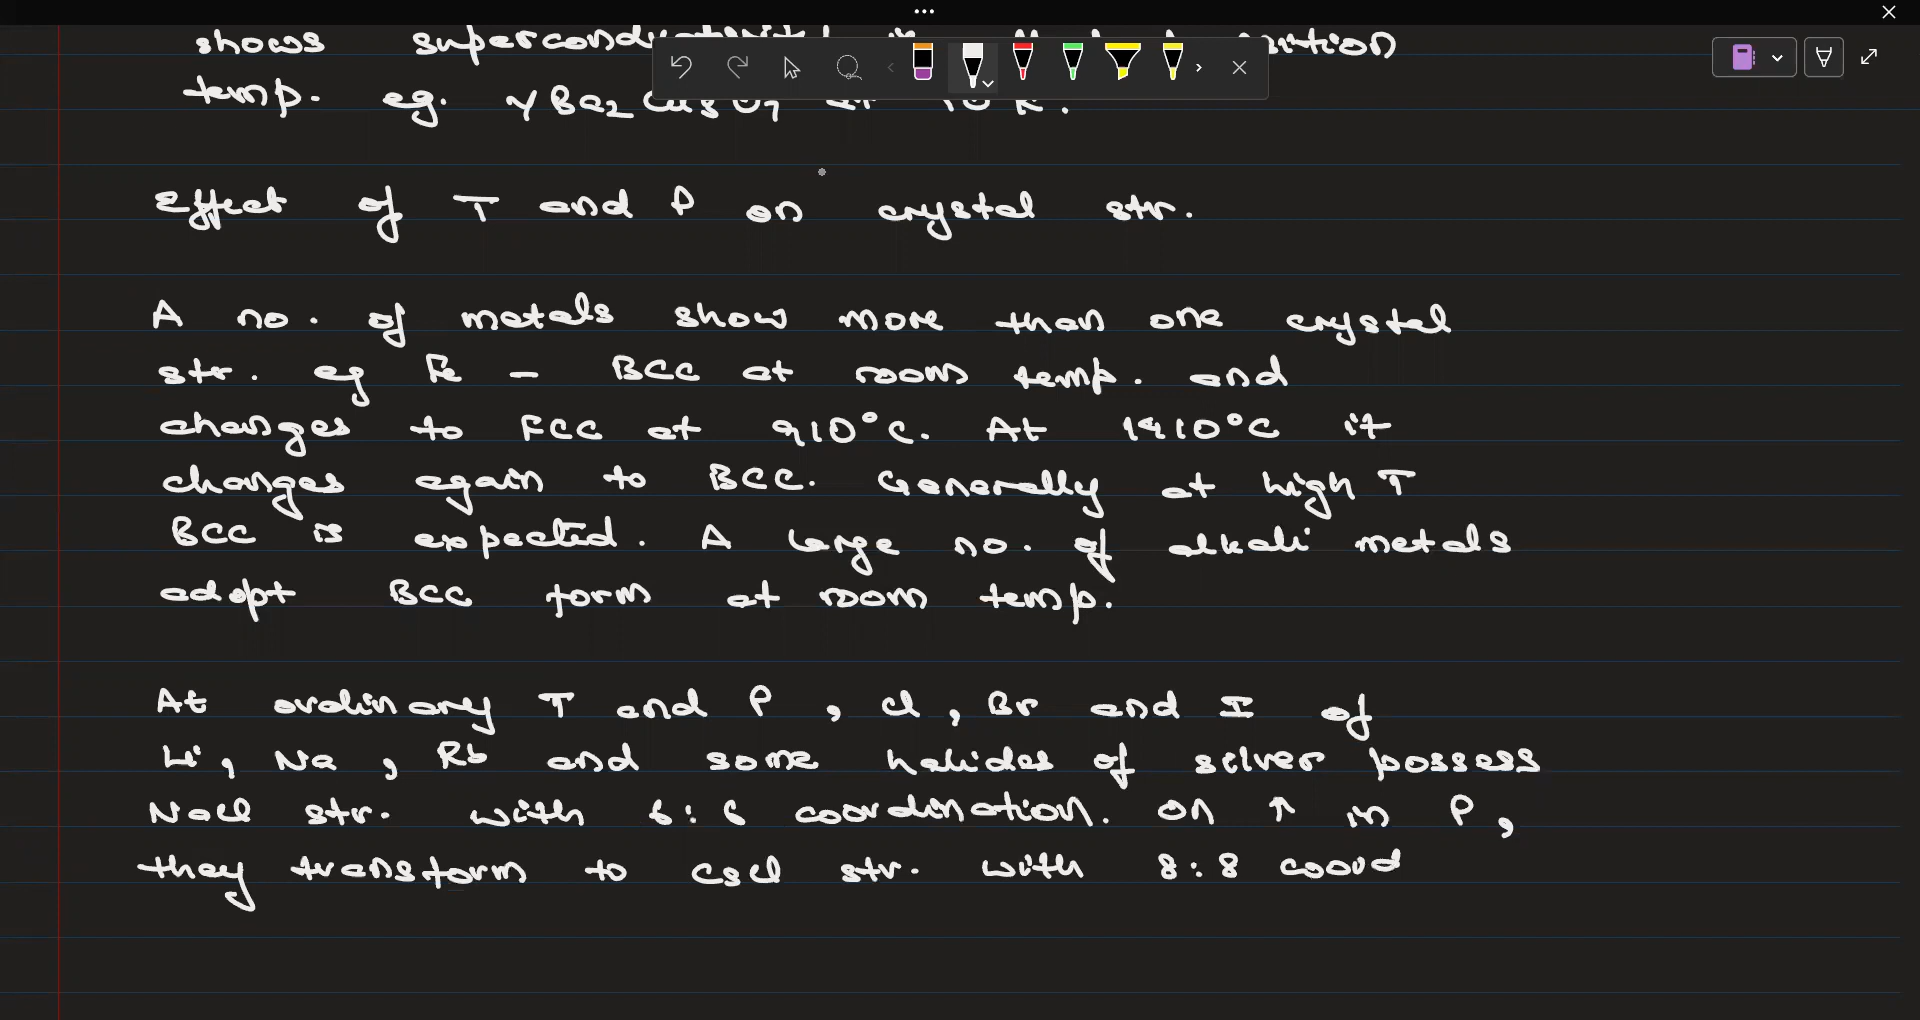 shows
temp. eg. YBa2Cu3O7 at 90 K.
Effect of T and P on crystal str.
A no. of metals show more than one crystal
str. eg Fe - BCC at room temp. and
changes to FCC at 910°C. At 1410°C it
changes again to BCC. Generally at high T
BCC is expected. A large no. of alkali metals
adopt BCC form at room temp.
At ordinary T and P, Cl, Br and I of
Li, Na, Rb and some halides of silver possess
NaCl str. with 6:6 coordination. On ↑ in P,
they transform to CsCl str. with 8:8 coord